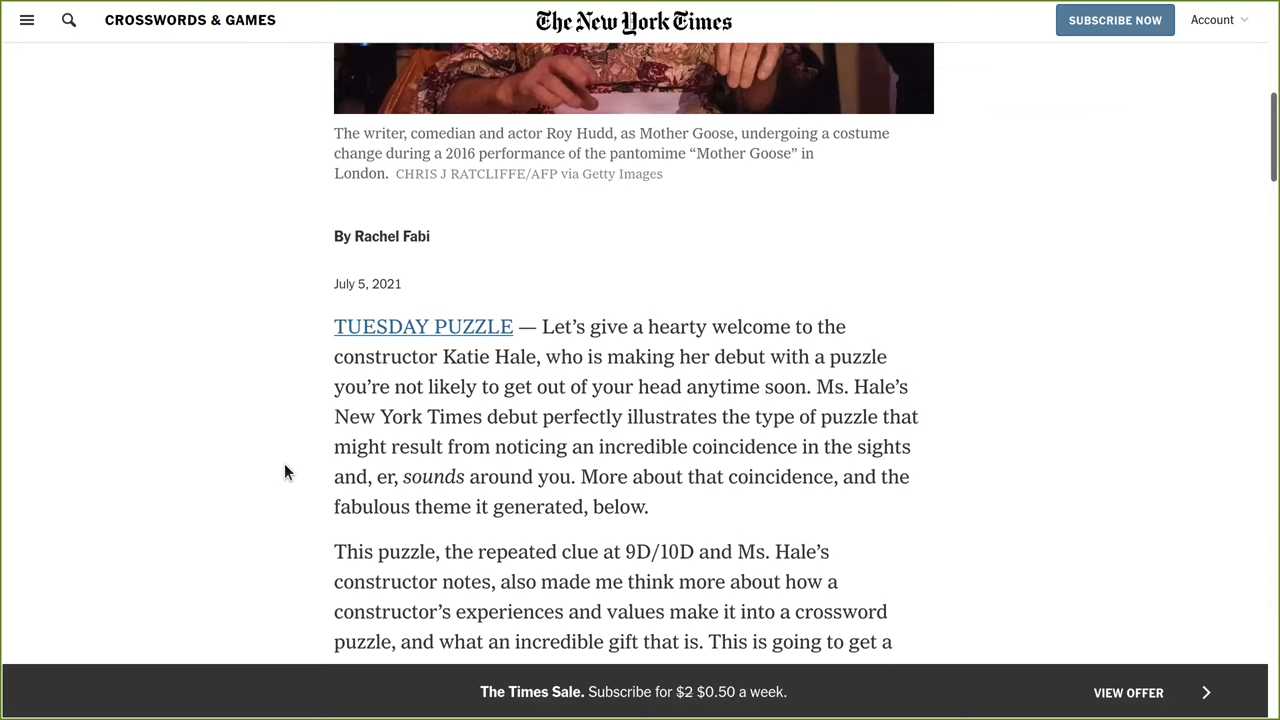 CROSSWORDS & GAMES
The New York Times
SUBSCRIBE NOW
Account
The writer, comedian and actor Roy Hudd, as Mother Goose, undergoing a costume
change during a 2016 performance of the pantomime “Mother Goose” in
London. CHRIS J RATCLIFFE/AFP via Getty Images
By Rachel Fabi
July 5, 2021
TUESDAY PUZZLE — Let’s give a hearty welcome to the
constructor Katie Hale, who is making her debut with a puzzle
you’re not likely to get out of your head anytime soon. Ms. Hale’s
New York Times debut perfectly illustrates the type of puzzle that
might result from noticing an incredible coincidence in the sights
and, er, sounds around you. More about that coincidence, and the
fabulous theme it generated, below.
This puzzle, the repeated clue at 9D/10D and Ms. Hale’s
constructor notes, also made me think more about how a
constructor’s experiences and values make it into a crossword
puzzle, and what an incredible gift that is. This is going to get a
The Times Sale. Subscribe for $2 $0.50 a week.
VIEW OFFER